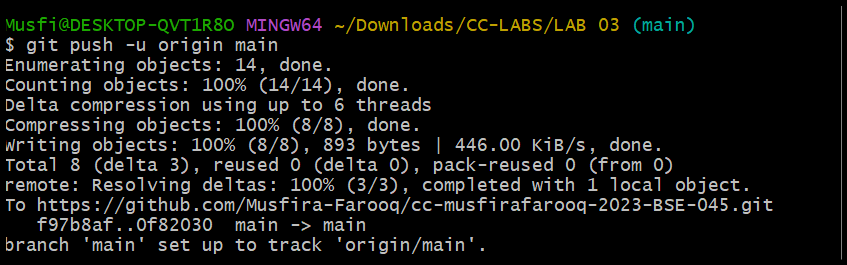 Musfi@DESKTOP-QVT1R8O MINGW64 ~/Downloads/CC-LABS/LAB 03 (main)
$ git push -u origin main
Enumerating objects: 14, done.
Counting objects: 100% (14/14), done.
Delta compression using up to 6 threads
Compressing objects: 100% (8/8), done.
Writing objects: 100% (8/8), 893 bytes | 446.00 KiB/s, done.
Total 8 (delta 3), reused 0 (delta 0), pack-reused 0 (from 0)
remote: Resolving deltas: 100% (3/3), completed with 1 local object.
To https://github.com/Musfira-Farooq/cc-musfirafarooq-2023-BSE-045.git
   f97b8af..0f82030  main -> main
branch 'main' set up to track 'origin/main'.